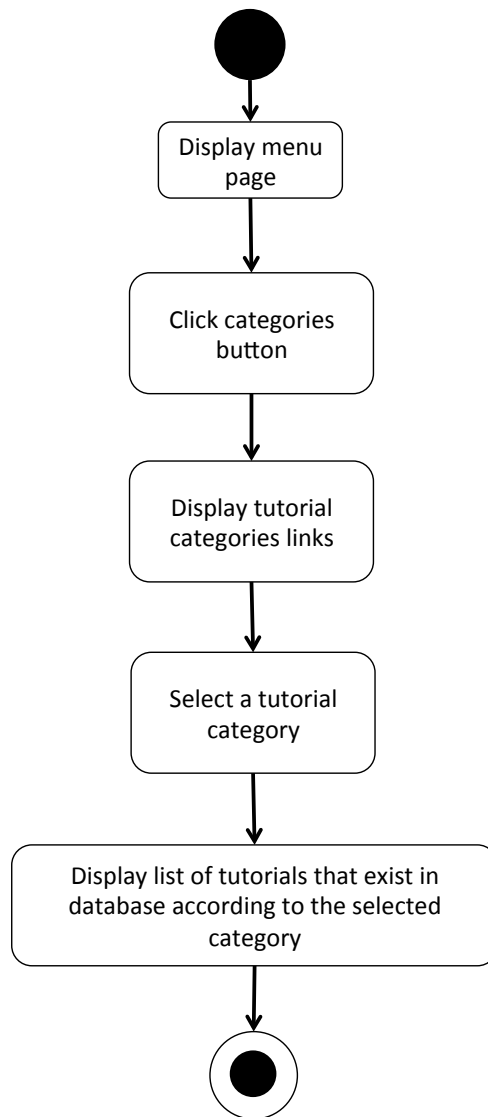 Display menu
page
Click categories
button
Display tutorial
categories links
Select a tutorial
category
Display list of tutorials that exist in
database according to the selected
category